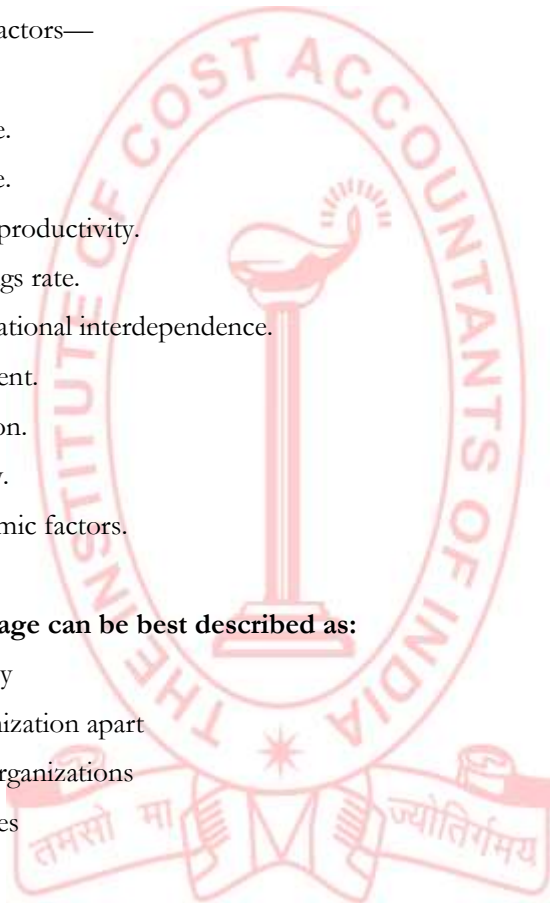 actors—
e.
e.
productivity.
gs rate.
ational interdependence.
ent.
on.
y.
mic factors.
age can be best described as:
y
nization apart
organizations
es
THE INSTITUTE OF COST ACCOUNTANTS OF INDIA
तमसो मा ज्योतिर्गमय